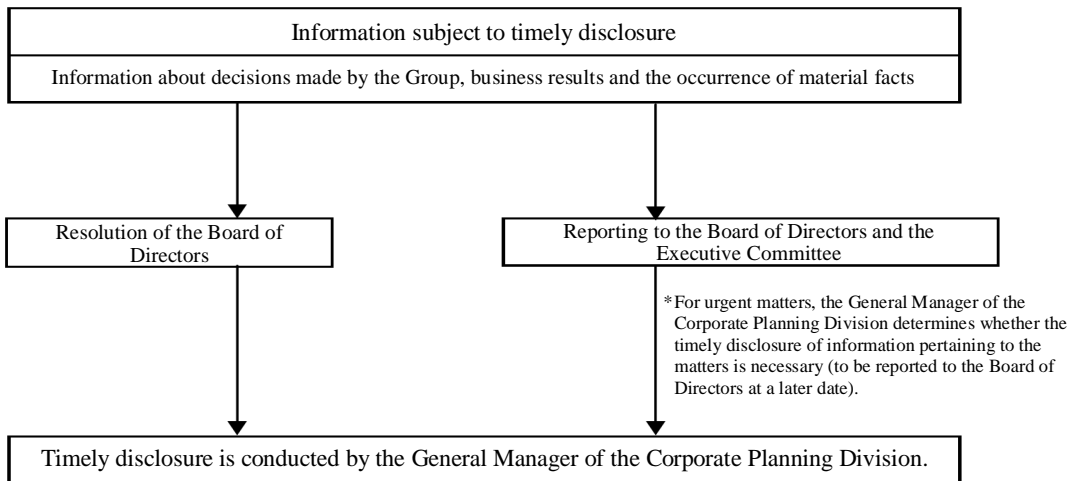 Information subject to timely disclosure
Information about decisions made by the Group, business results and the occurrence of material facts
Resolution of the Board of
Directors
Reporting to the Board of Directors and the
Executive Committee
*For urgent matters, the General Manager of the
Corporate Planning Division determines whether the
timely disclosure of information pertaining to the
matters is necessary (to be reported to the Board of
Directors at a later date).
Timely disclosure is conducted by the General Manager of the Corporate Planning Division.